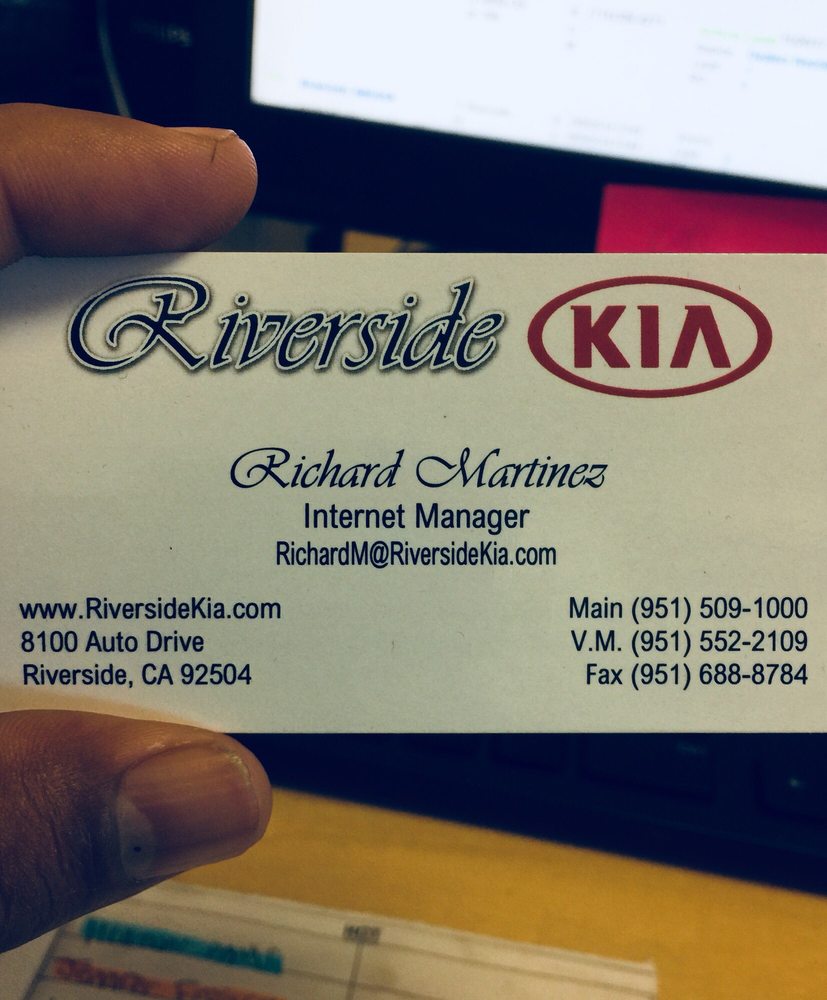 Riverside KIA
Richard Martinez
Internet Manager
RichardM@RiversideKia.com
www.RiversideKia.com
8100 Auto Drive
Riverside, CA 92504
Main (951) 509-1000
V.M. (951) 552-2109
Fax (951) 688-8784